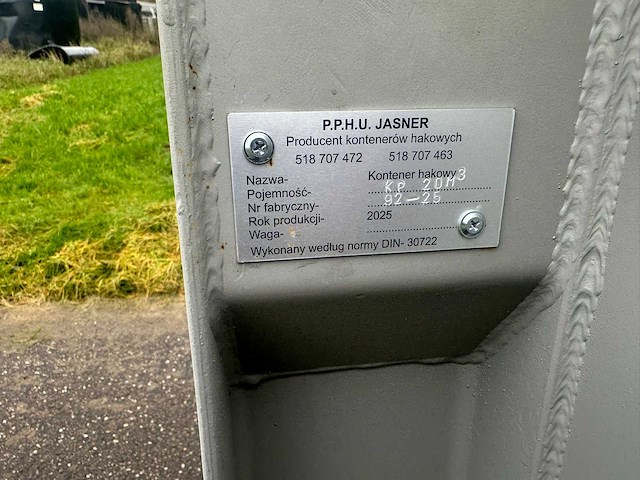 P.P.H.U. JASNER
Producent kontenerów hakowych
518 707 472 518 707 463
Nazwa- Kontener hakowy
Pojemność- KP 20M3
Nr fabryczny- 92-25
Rok produkcji- 2025
Waga-
Wykonany według normy DIN- 30722